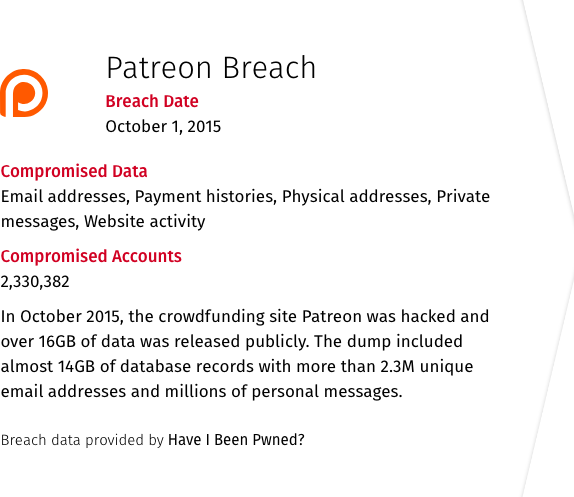 Patreon Breach
Breach Date
October 1, 2015
Compromised Data
Email addresses, Payment histories, Physical addresses, Private
messages, Website activity
Compromised Accounts
2,330,382
In October 2015, the crowdfunding site Patreon was hacked and
over 16GB of data was released publicly. The dump included
almost 14GB of database records with more than 2.3M unique
email addresses and millions of personal messages.
Breach data provided by Have I Been Pwned?